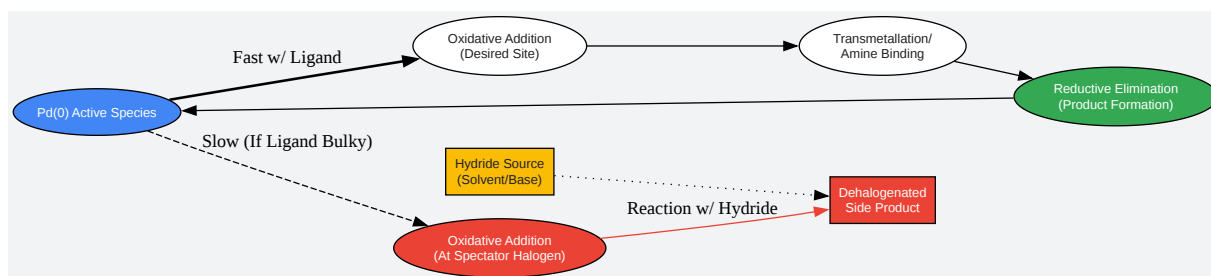 Fast w/ Ligand
Oxidative Addition
(Desired Site)
Transmetallation/
Amine Binding
Reductive Elimination
(Product Formation)
Pd(0) Active Species
Slow (If Ligand Bulky)
Hydride Source
(Solvent/Base)
Reaction w/ Hydride
Dehalogenated
Side Product
Oxidative Addition
(At Spectator Halogen)